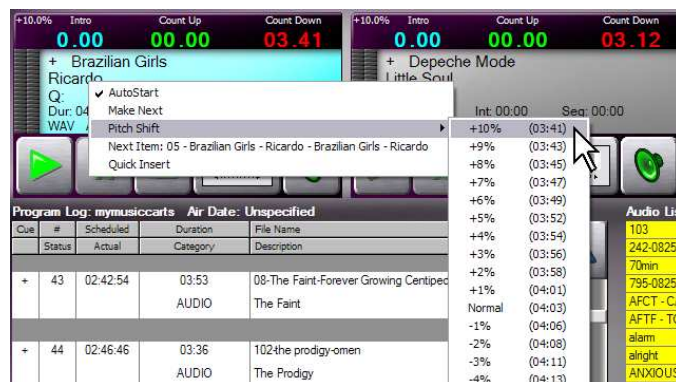 +10.0% Intro Count Up Count Down
0.00 00.00 03.41
+ Brazilian Girls
Ricardo
Q:
Dur: 04
WAV
+10.0% Intro Count Up Count Down
0.00 00.00 03.12
+ Depeche Mode
Little Soul
Int: 00:00 Seg: 00:00
AutoStart
Make Next
Pitch Shift
Next Item: 05 - Brazilian Girls - Ricardo - Brazilian Girls - Ricardo
Quick Insert
+10% (03:41)
+9% (03:43)
+8% (03:45)
+7% (03:47)
+6% (03:49)
+5% (03:52)
+4% (03:54)
+3% (03:56)
+2% (03:58)
+1% (04:01)
Normal (04:03)
-1% (04:06)
-2% (04:08)
-3% (04:11)
-4% (04:13)
Program Log: mymusiccarts Air Date: Unspecified
Cue # Scheduled Duration File Name
Status Actual Category Description
+ 43 02:42:54 03:53 08-The Faint-Forever Growing Centiped
AUDIO The Faint
+ 44 02:46:46 03:36 102-the prodigy-omen
AUDIO The Prodigy
Audio Li
103
242-0825
70min
795-0825
AFCT - C
AFTF - T
alarm
alright
ANXIOUS